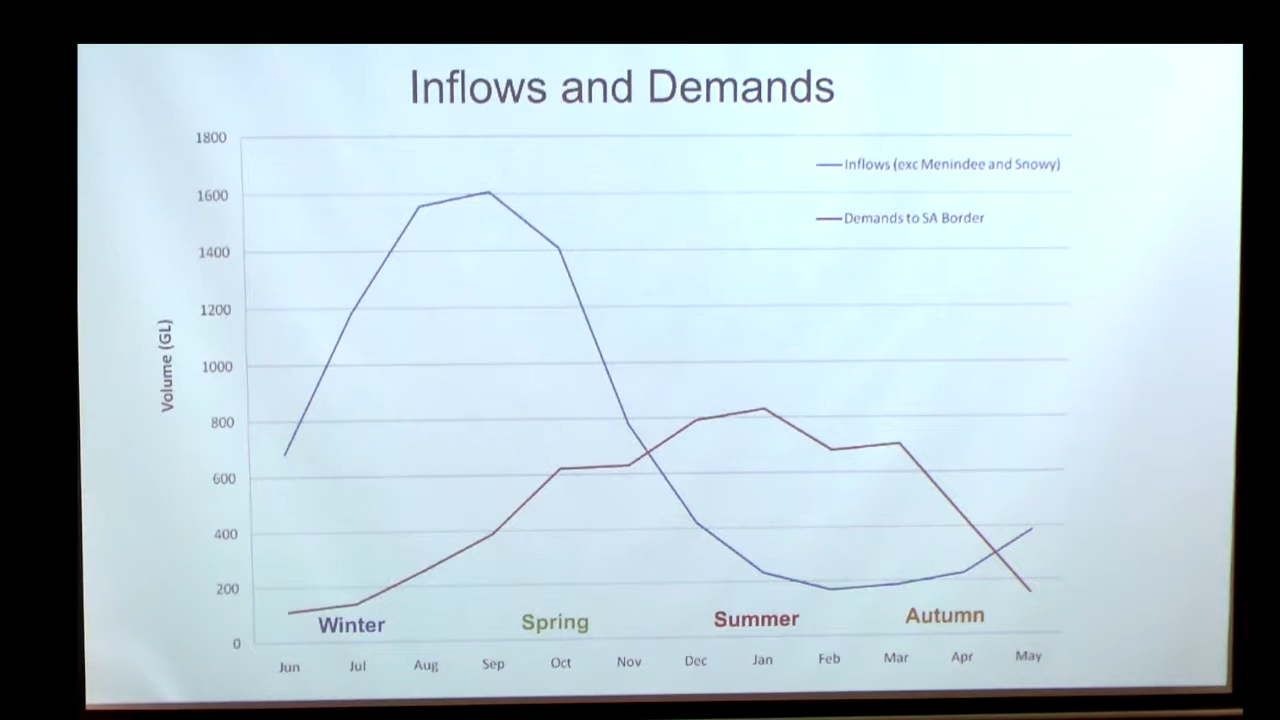 Inflows and Demands
1800
1600
1400
1200
1000
800
600
400
200
0
Volume (GL)
Inflows (exc Menindee and Snowy)
Demands to SA Border
Winter
Spring
Summer
Autumn
Jun
Jul
Aug
Sep
Oct
Nov
Dec
Jan
Feb
Mar
Apr
May